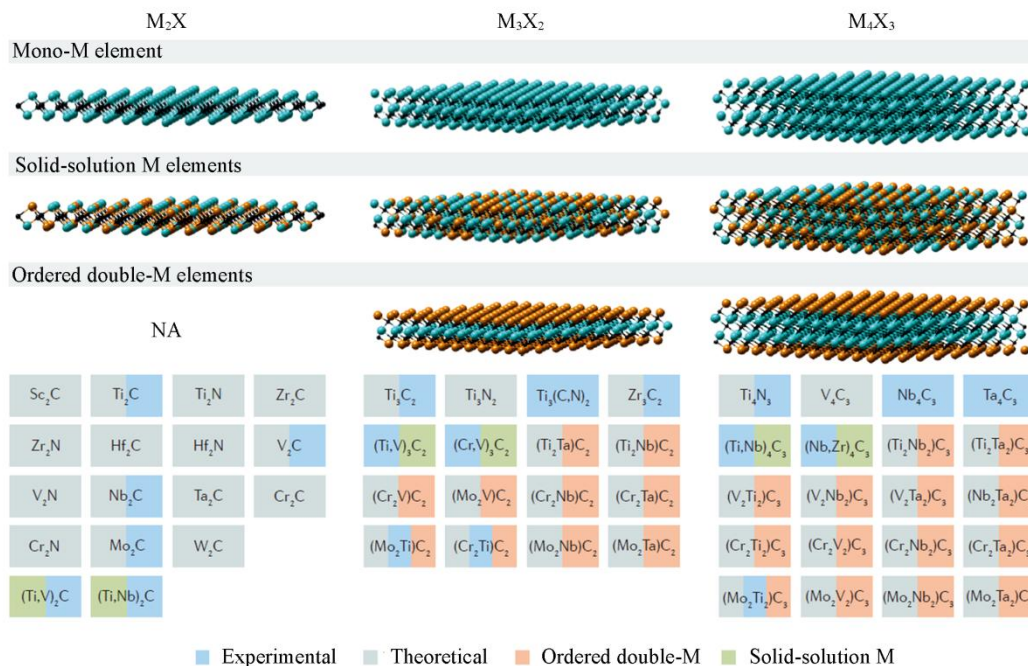 M₂X M₃X₂ M₄X₃
Mono-M element
Solid-solution M elements
Ordered double-M elements
NA
Sc₂C Ti₂C Ti₂N Zr₂C Ti₃C₂ Ti₃N₂ Ti₃(C,N)₂ Zr₃C₂ Ti₄N₃ V₄C₃ Nb₄C₃ Ta₄C₃
Zr₂N Hf₂C Hf₂N V₂C (Ti,V)₃C₂ (Cr,V)₃C₂ (Ti₂Ta)C₂ (Ti₂Nb)C₂ (Ti,Nb)₄C₃ (Nb,Zr)₄C₃ (Ti₂Nb₂)C₃ (Ti₂Ta₂)C₃
V₂N Nb₂C Ta₂C Cr₂C (Cr₂V)C₂ (Mo₂V)C₂ (Cr₂Nb)C₂ (Cr₂Ta)C₂ (V₂Ti₂)C₃ (V₂Nb₂)C₃ (V₂Ta₂)C₃ (Nb₂Ta₂)C
Cr₂N Mo₂C W₂C (Mo₂Ti)C₂ (Cr₂Ti)C₂ (Mo₂Nb)C₂ (Mo₂Ta)C₂ (Cr₂Ti₂)C₃ (Cr₂V₂)C₃ (Cr₂Nb₂)C₃ (Cr₂Ta₂)C
(Ti,V)₂C (Ti,Nb)₂C (Mo₂Ti₂)C₃ (Mo₂V₂)C₃ (Mo₂Nb₂)C₃ (Mo₂Ta₂)C
Experimental Theoretical Ordered double-M Solid-solution M